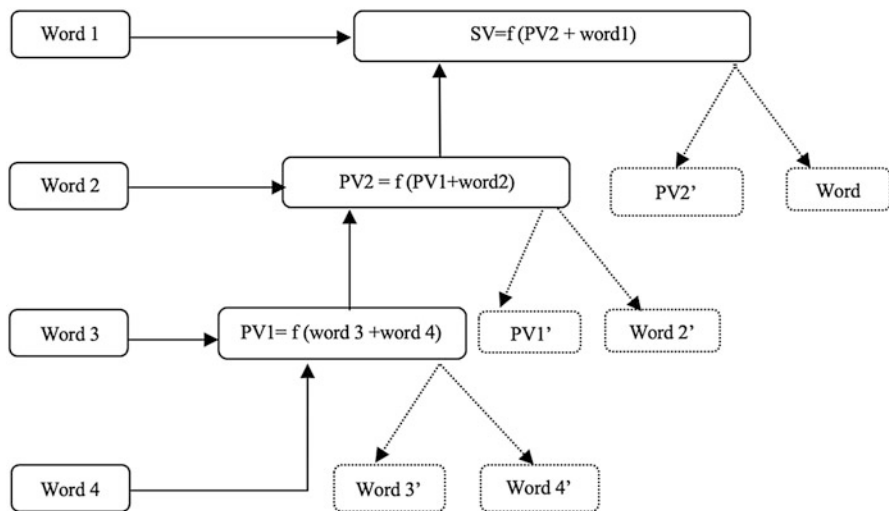 Word 1
SV=f (PV2 + word1)
Word 2
PV2 = f (PV1+word2)
PV2’
Word
Word 3
PV1= f (word 3 +word 4)
PV1’
Word 2’
Word 4
Word 3’
Word 4’